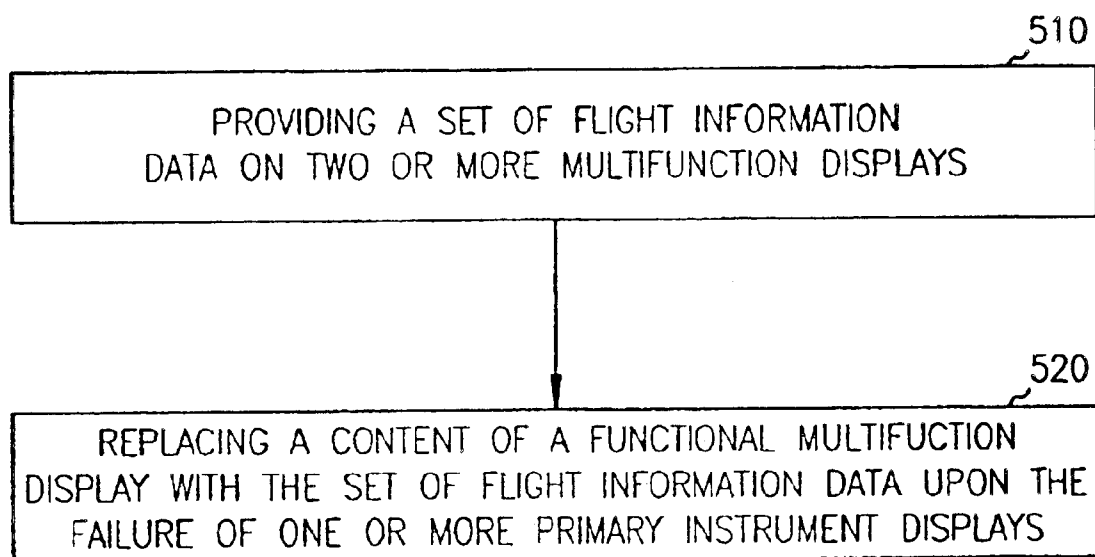 510
PROVIDING A SET OF FLIGHT INFORMATION
DATA ON TWO OR MORE MULTIFUNCTION DISPLAYS
520
REPLACING A CONTENT OF A FUNCTIONAL MULTIFUCTION
DISPLAY WITH THE SET OF FLIGHT INFORMATION DATA UPON THE
FAILURE OF ONE OR MORE PRIMARY INSTRUMENT DISPLAYS